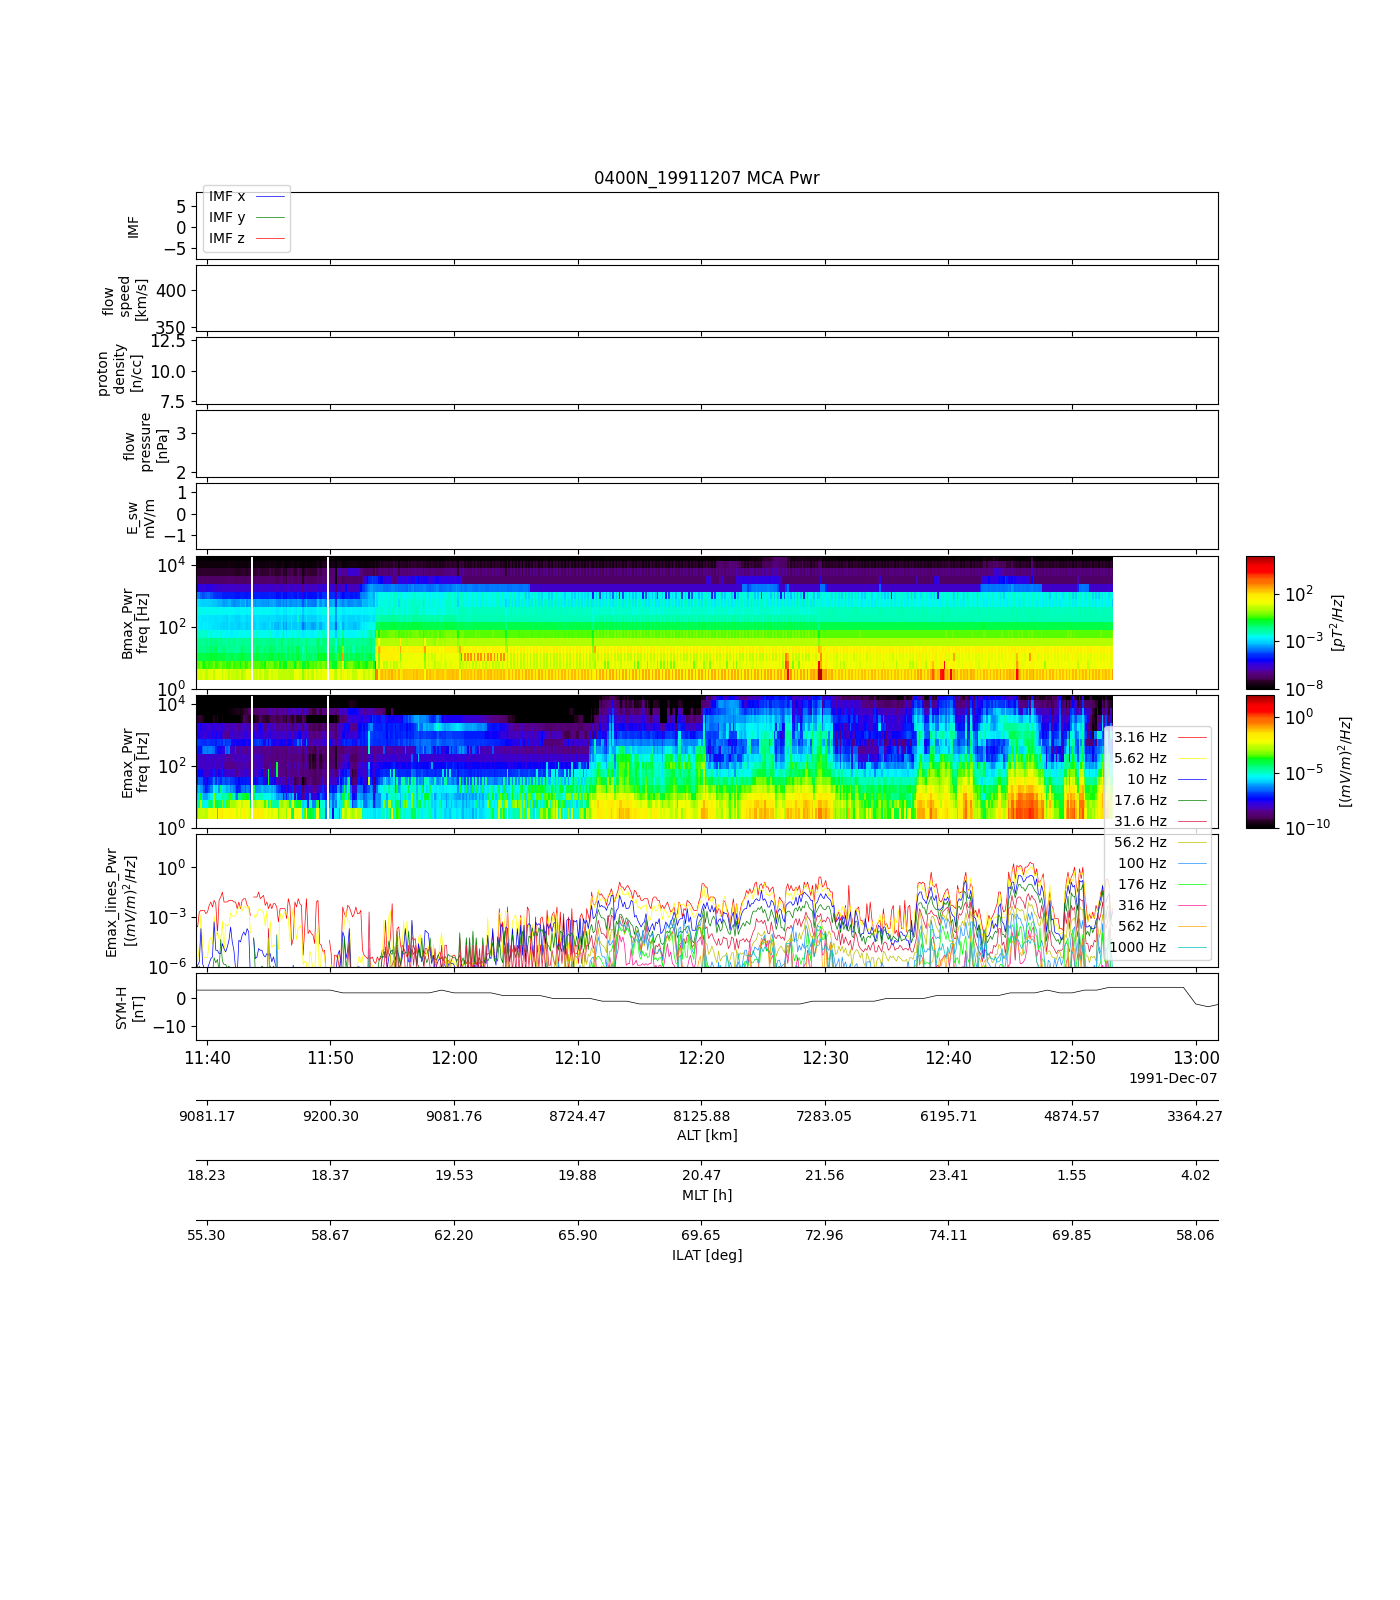 0400N_19911207 MCA Pwr
IMF
5
0
−5
IMF x
IMF y
IMF z
flow
speed
[km/s]
400
350
proton
density
[n/cc]
12.5
10.0
7.5
flow
pressure
[nPa]
3
2
E_sw
mV/m
1
0
−1
Bmax_Pwr
freq [Hz]
10^4
10^2
10^0
10^2
10^−3
10^−8
[pT^2/Hz]
Emax_Pwr
freq [Hz]
10^4
10^2
10^0
10^0
10^−5
10^−10
[(mV/m)^2/Hz]
3.16 Hz
5.62 Hz
10 Hz
17.6 Hz
31.6 Hz
56.2 Hz
100 Hz
176 Hz
316 Hz
562 Hz
1000 Hz
Emax_lines_Pwr
[(mV/m)^2/Hz]
10^0
10^−3
10^−6
SYM-H
[nT]
0
−10
11:40 11:50 12:00 12:10 12:20 12:30 12:40 12:50 13:00
1991-Dec-07
9081.17 9200.30 9081.76 8724.47 8125.88 7283.05 6195.71 4874.57 3364.27
ALT [km]
18.23 18.37 19.53 19.88 20.47 21.56 23.41 1.55 4.02
MLT [h]
55.30 58.67 62.20 65.90 69.65 72.96 74.11 69.85 58.06
ILAT [deg]